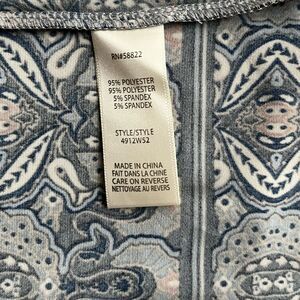 RN#58822
95% POLYESTER
95% POLYESTER
5% SPANDEX
5% SPANDEX
STYLE/STYLE
4912W52
MADE IN CHINA
FAIT DANS LA CHINE
CARE ON REVERSE
NETTOYAGE AU REVERS